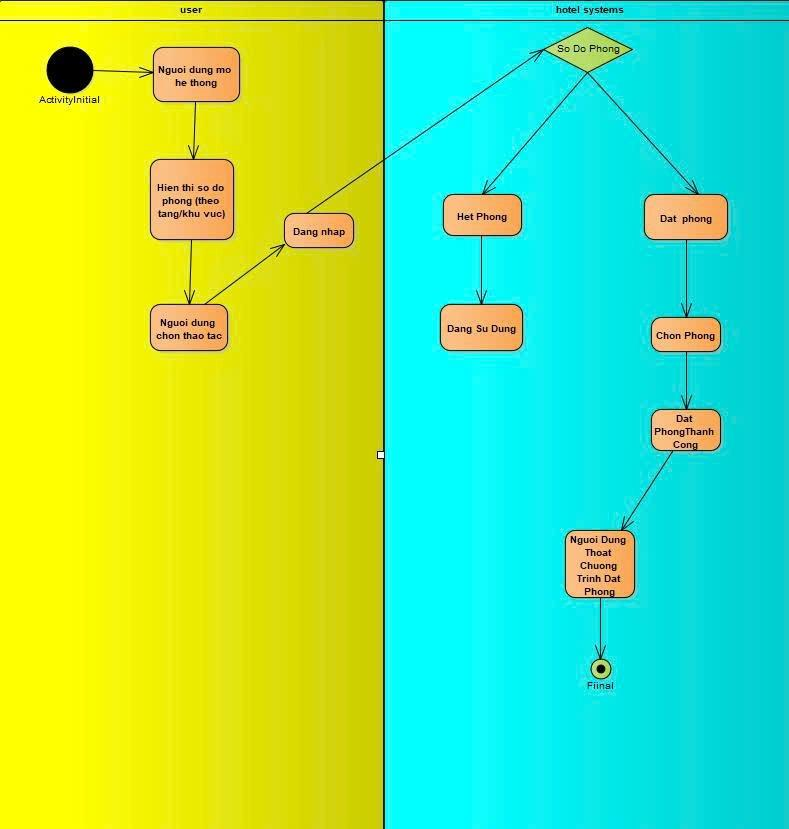 user
hotel systems
ActivityInitial
Nguoi dung mo
he thong
Hien thi so do
phong (theo
tang/khu vuc)
Nguoi dung
chon thao tac
Dang nhap
So Do Phong
Het Phong
Dang Su Dung
Dat phong
Chon Phong
Dat
PhongThanh
Cong
Nguoi Dung
Thoat
Chuong
Trinh Dat
Phong
Fiinal